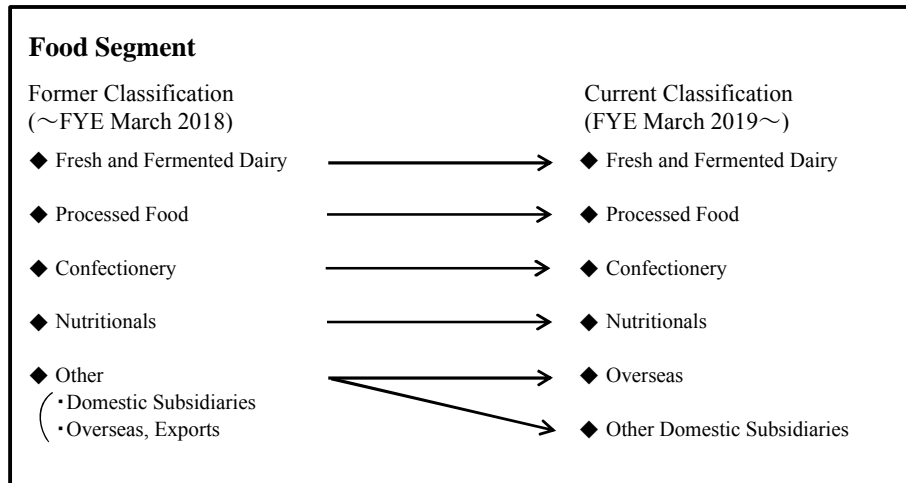 Food Segment
Former Classification
(～FYE March 2018)
Current Classification
(FYE March 2019～)
◆ Fresh and Fermented Dairy
◆ Fresh and Fermented Dairy
◆ Processed Food
◆ Processed Food
◆ Confectionery
◆ Confectionery
◆ Nutritionals
◆ Nutritionals
◆ Other
・Domestic Subsidiaries
・Overseas, Exports
◆ Overseas
◆ Other Domestic Subsidiaries